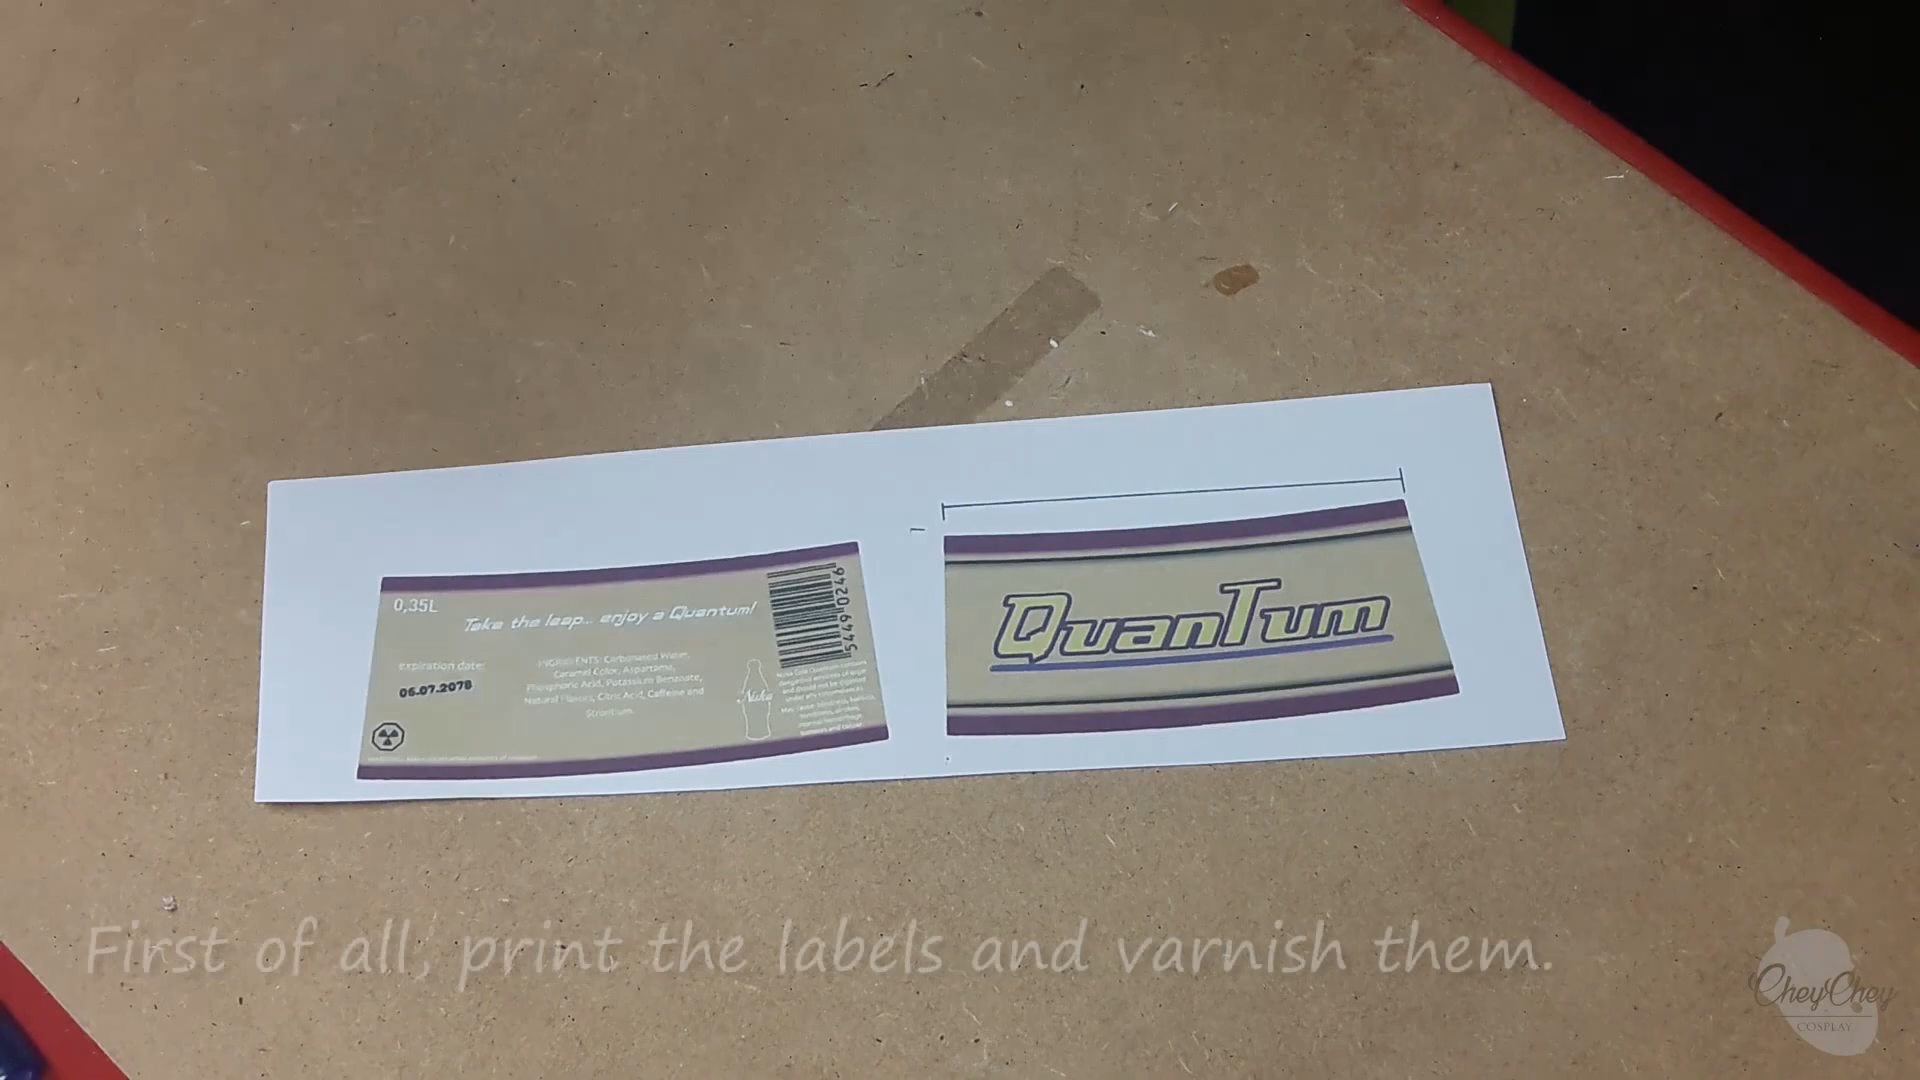 0,35L
Take the leap... enjoy a Quantum!
Expiration date:
06.07.2078
INGREDIENTS: Carbonated Water,
Caramel Color, Aspartame,
Phosphoric Acid, Potassium Benzoate,
Natural Flavors, Citric Acid, Caffeine and
Strontium.
Nuka
5449 0246
QuanTum
First of all, print the labels and varnish them.
CheyChey
COSPLAY